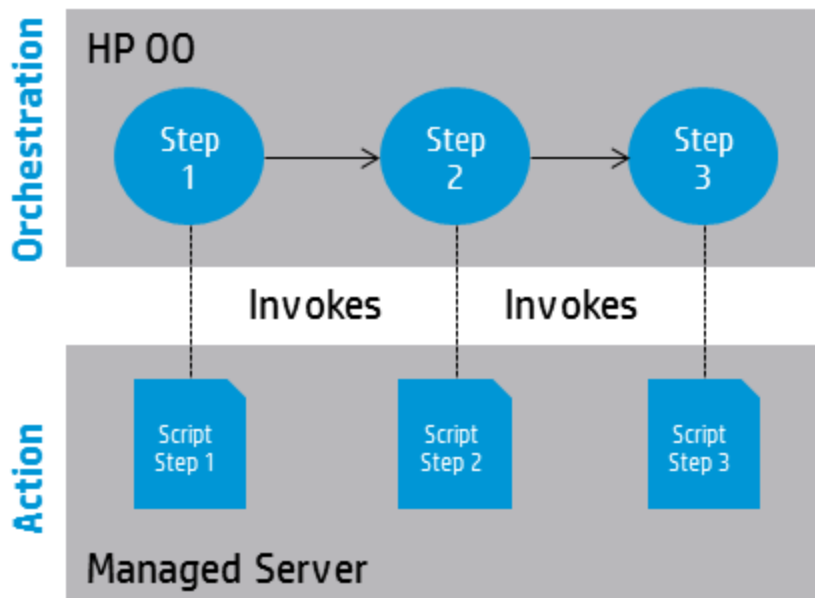 Orchestration
HP OO
Step
1
Step
2
Step
3
Invokes
Invokes
Action
Script
Step 1
Script
Step 2
Script
Step 3
Managed Server